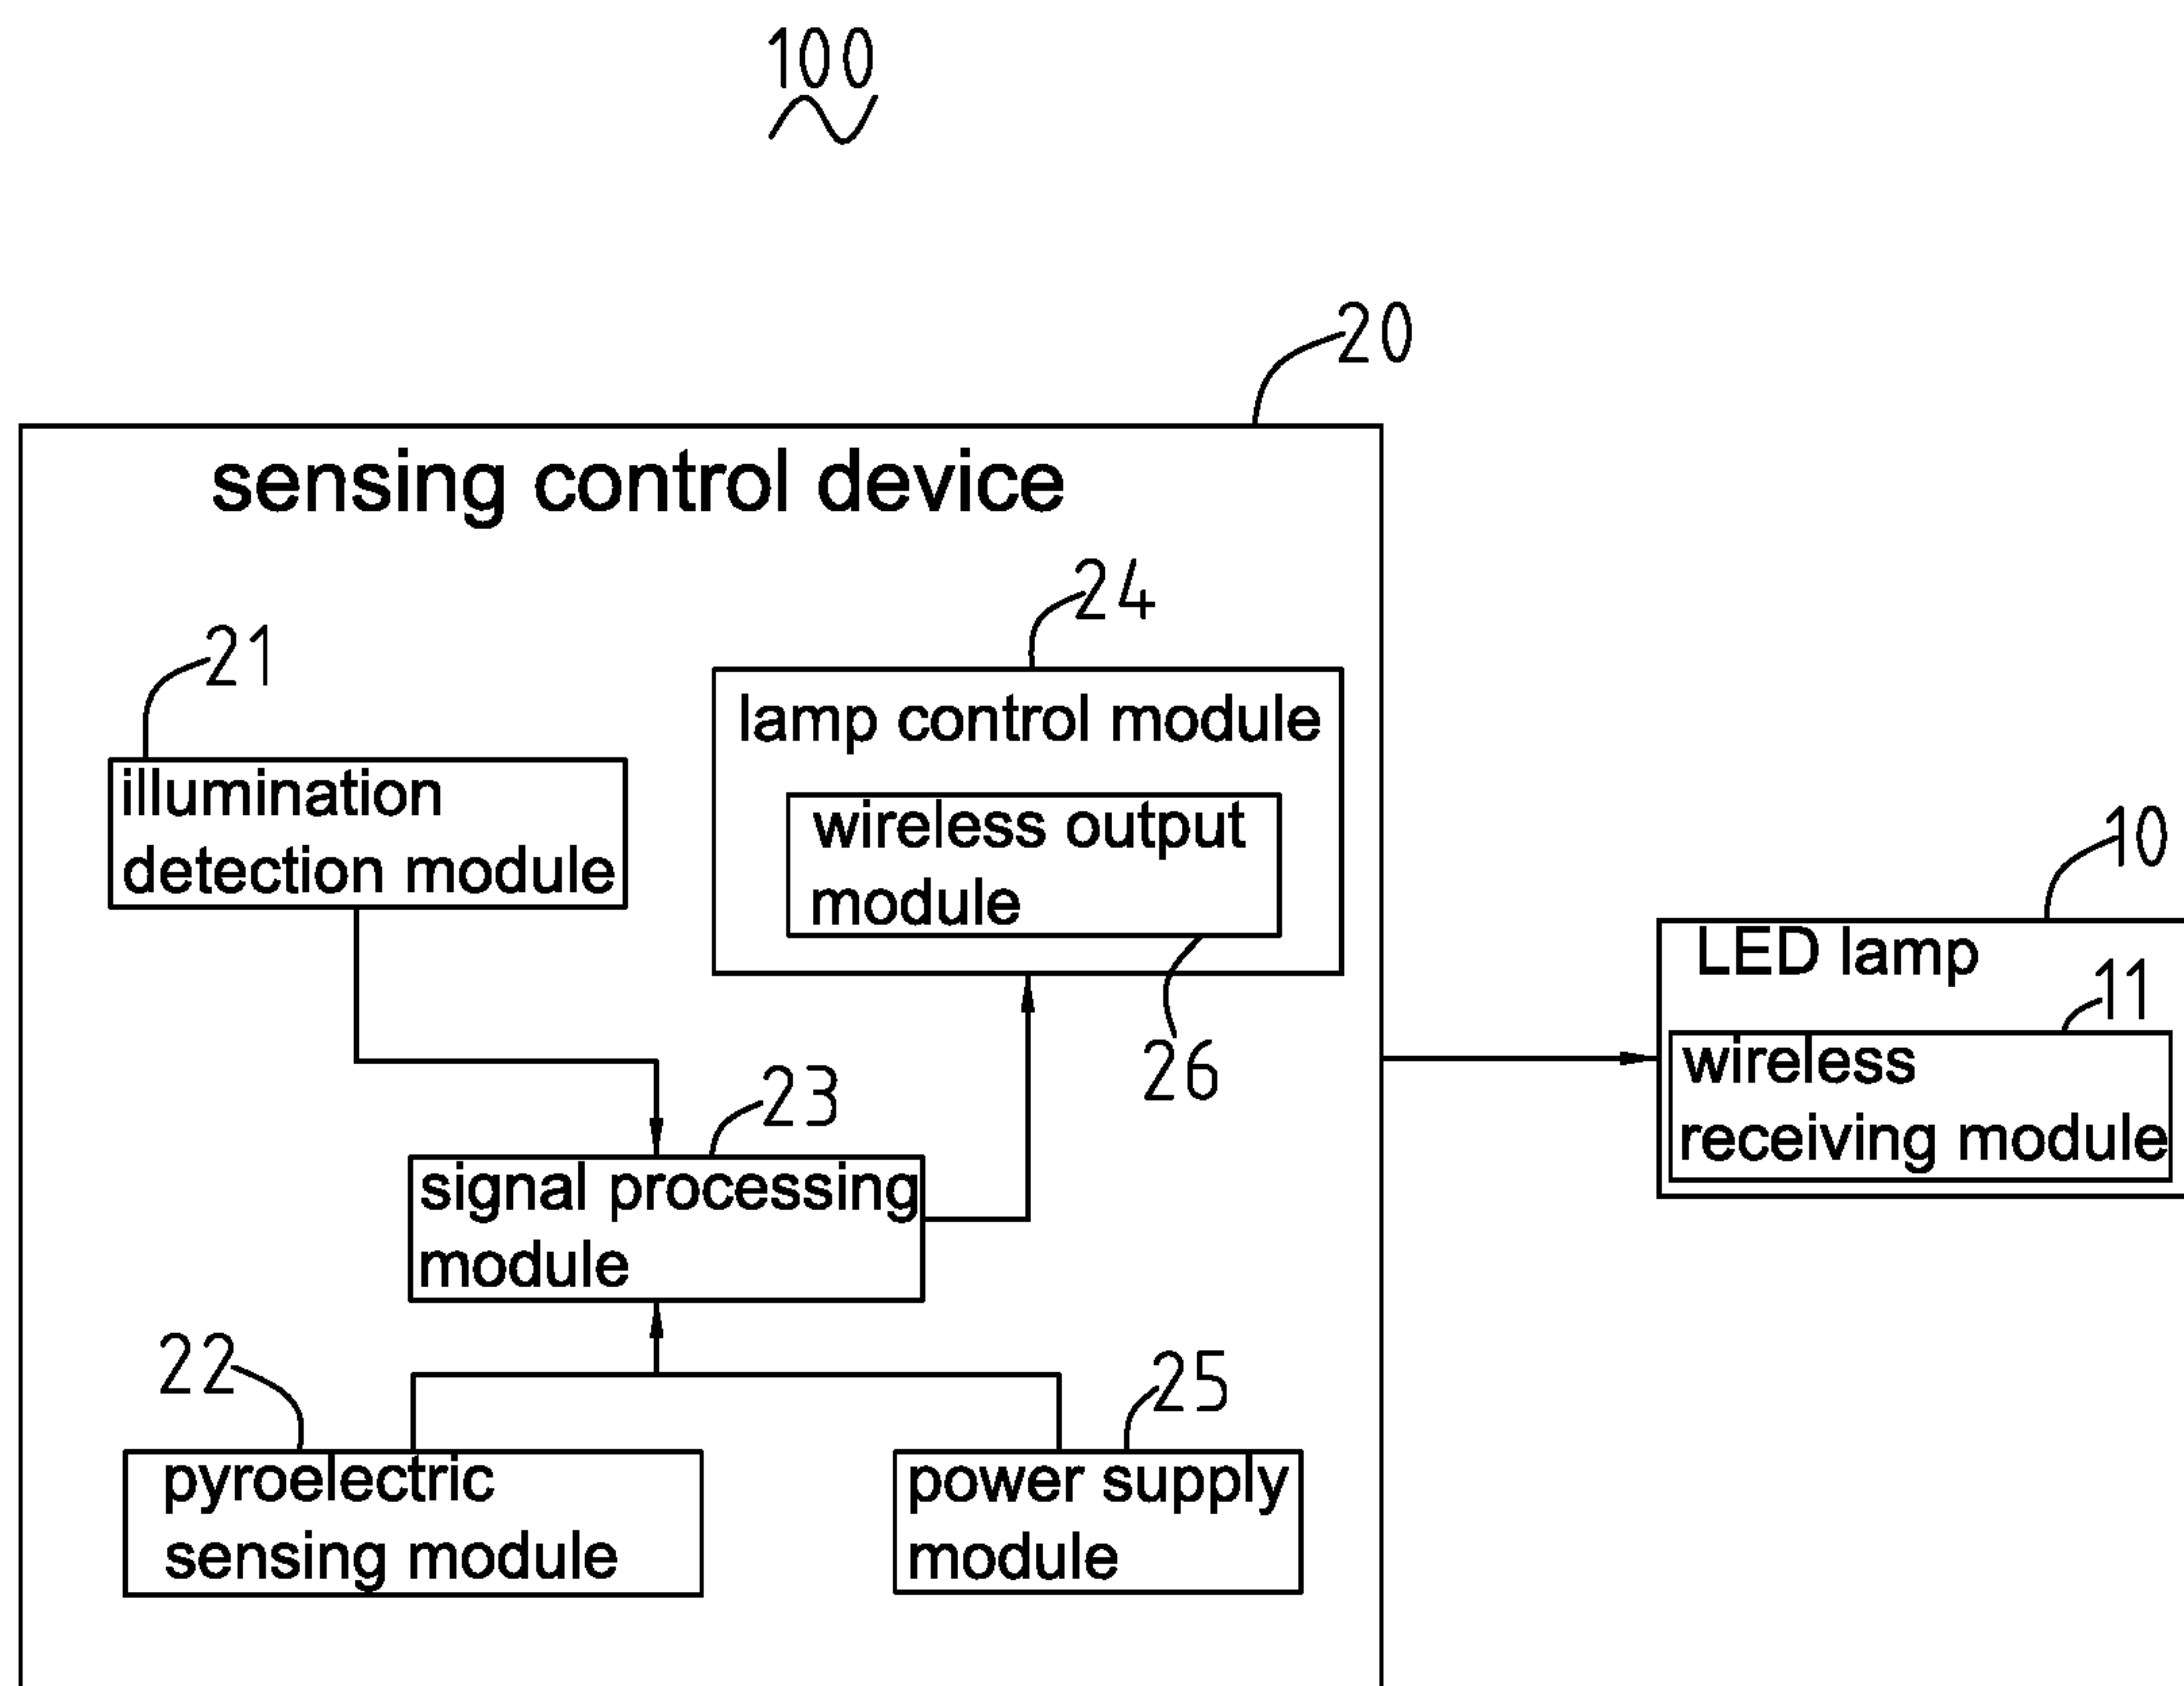 100
20
sensing control device
24
21
lamp control module
illumination
detection module
wireless output
module
10
LED lamp
11
26
wireless
receiving module
23
signal processing
module
22
25
pyroelectric
sensing module
power supply
module